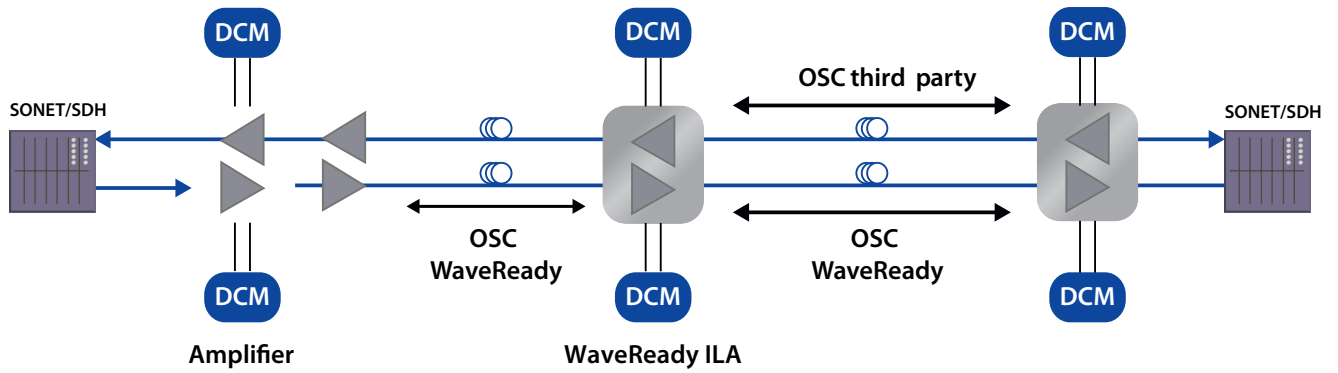 DCM
DCM
DCM
OSC third party
SONET/SDH
SONET/SDH
OSC
WaveReady
OSC
WaveReady
DCM
DCM
DCM
Amplifier
WaveReady ILA